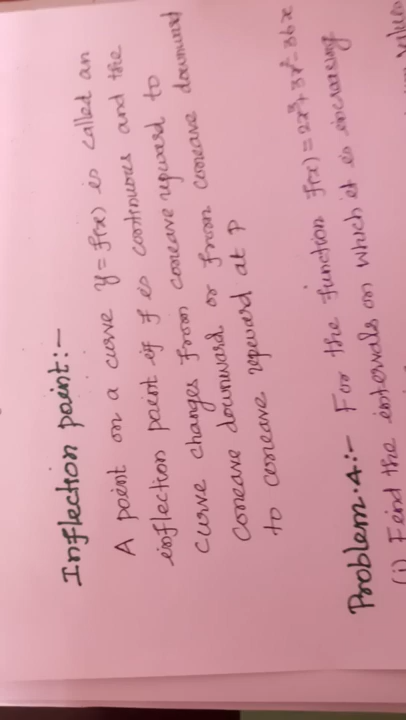 Inflection point:-
A point on a curve y = f(x) is called an
inflection point if f is continuous and the
curve changes from concave upward to
concave downward or from concave downward
to concave upward at P
Problem.4:- For the function f(x) = 2x³+3x²-36x
(i) Find the intervals on which it is increasing